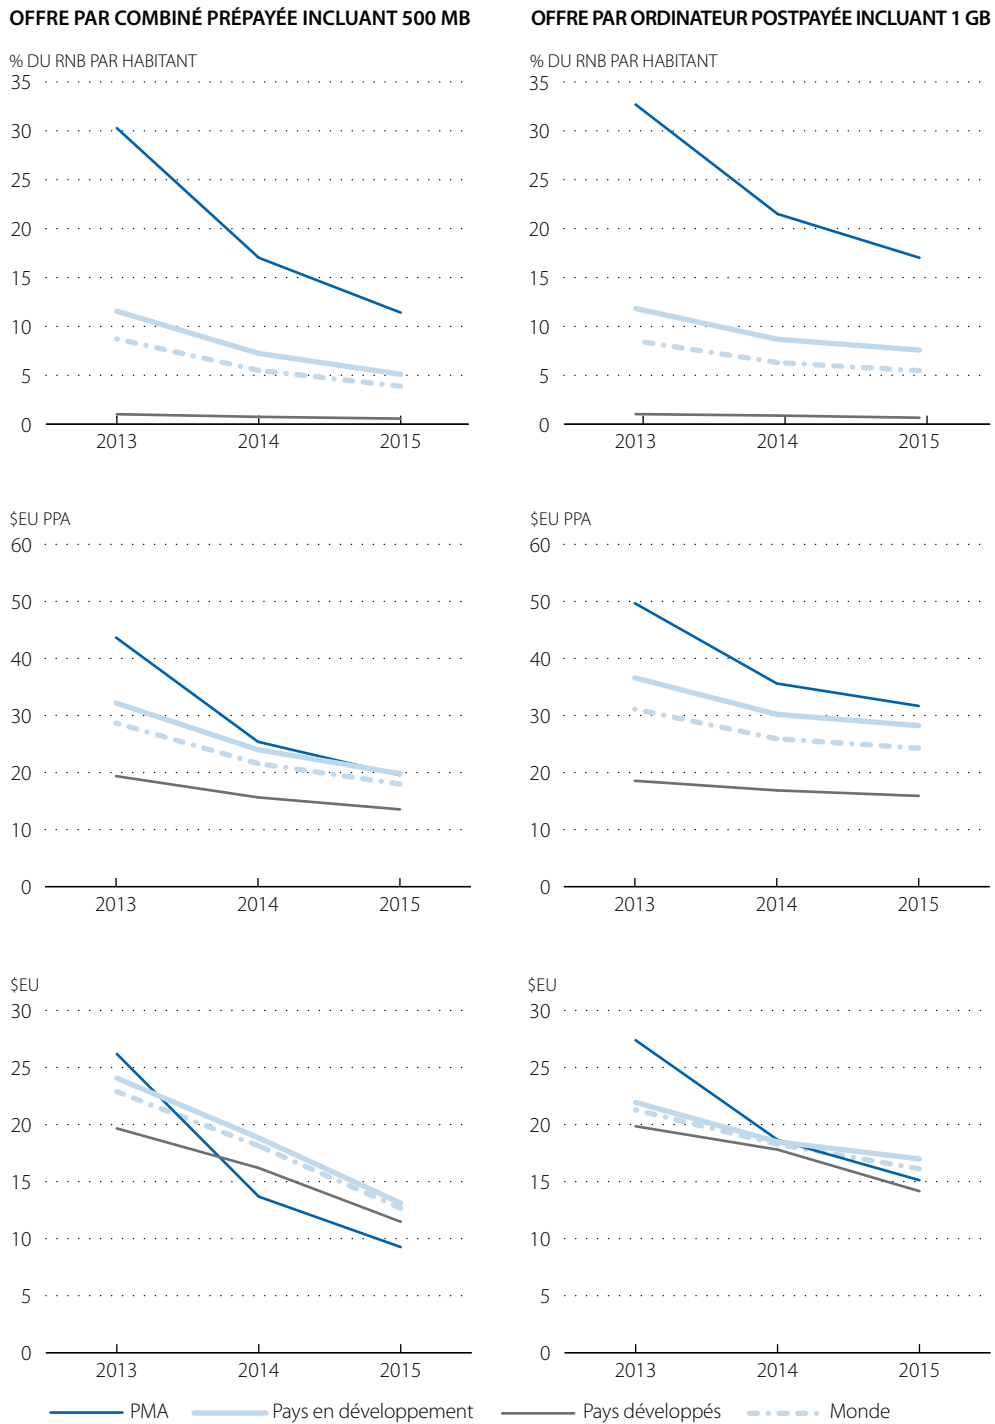 OFFRE PAR COMBINÉ PRÉPAYÉE INCLUANT 500 MB
% DU RNB PAR HABITANT
35
30
25
20
15
10
5
0
2013 2014 2015
OFFRE PAR ORDINATEUR POSTPAYÉE INCLUANT 1 GB
% DU RNB PAR HABITANT
35
30
25
20
15
10
5
0
2013 2014 2015
$EU PPA
60
50
40
30
20
10
0
2013 2014 2015
$EU PPA
60
50
40
30
20
10
0
2013 2014 2015
$EU
30
25
20
15
10
5
0
2013 2014 2015
$EU
30
25
20
15
10
5
0
2013 2014 2015
PMA Pays en développement Pays développés Monde